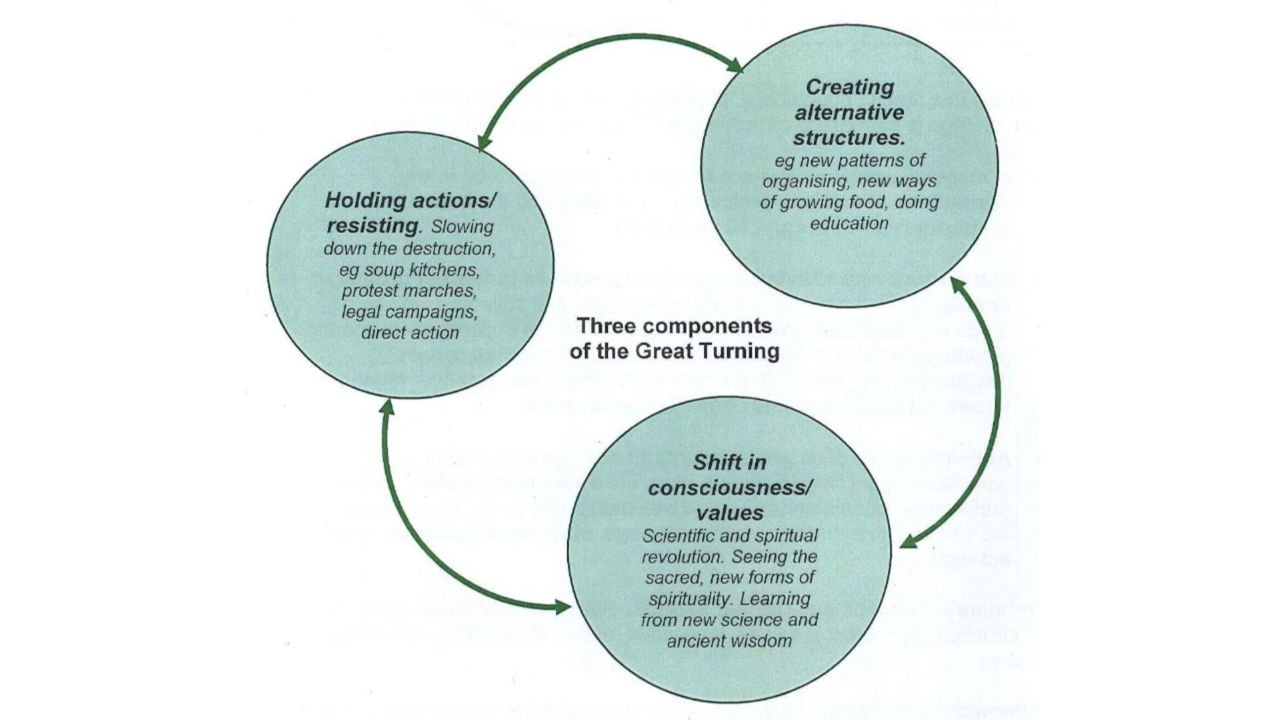 Creating
alternative
structures.
eg new patterns of
organising, new ways
of growing food, doing
education
Holding actions/
resisting. Slowing
down the destruction,
eg soup kitchens,
protest marches,
legal campaigns,
direct action
Three components
of the Great Turning
Shift in
consciousness/
values
Scientific and spiritual
revolution. Seeing the
sacred, new forms of
spirituality. Learning
from new science and
ancient wisdom